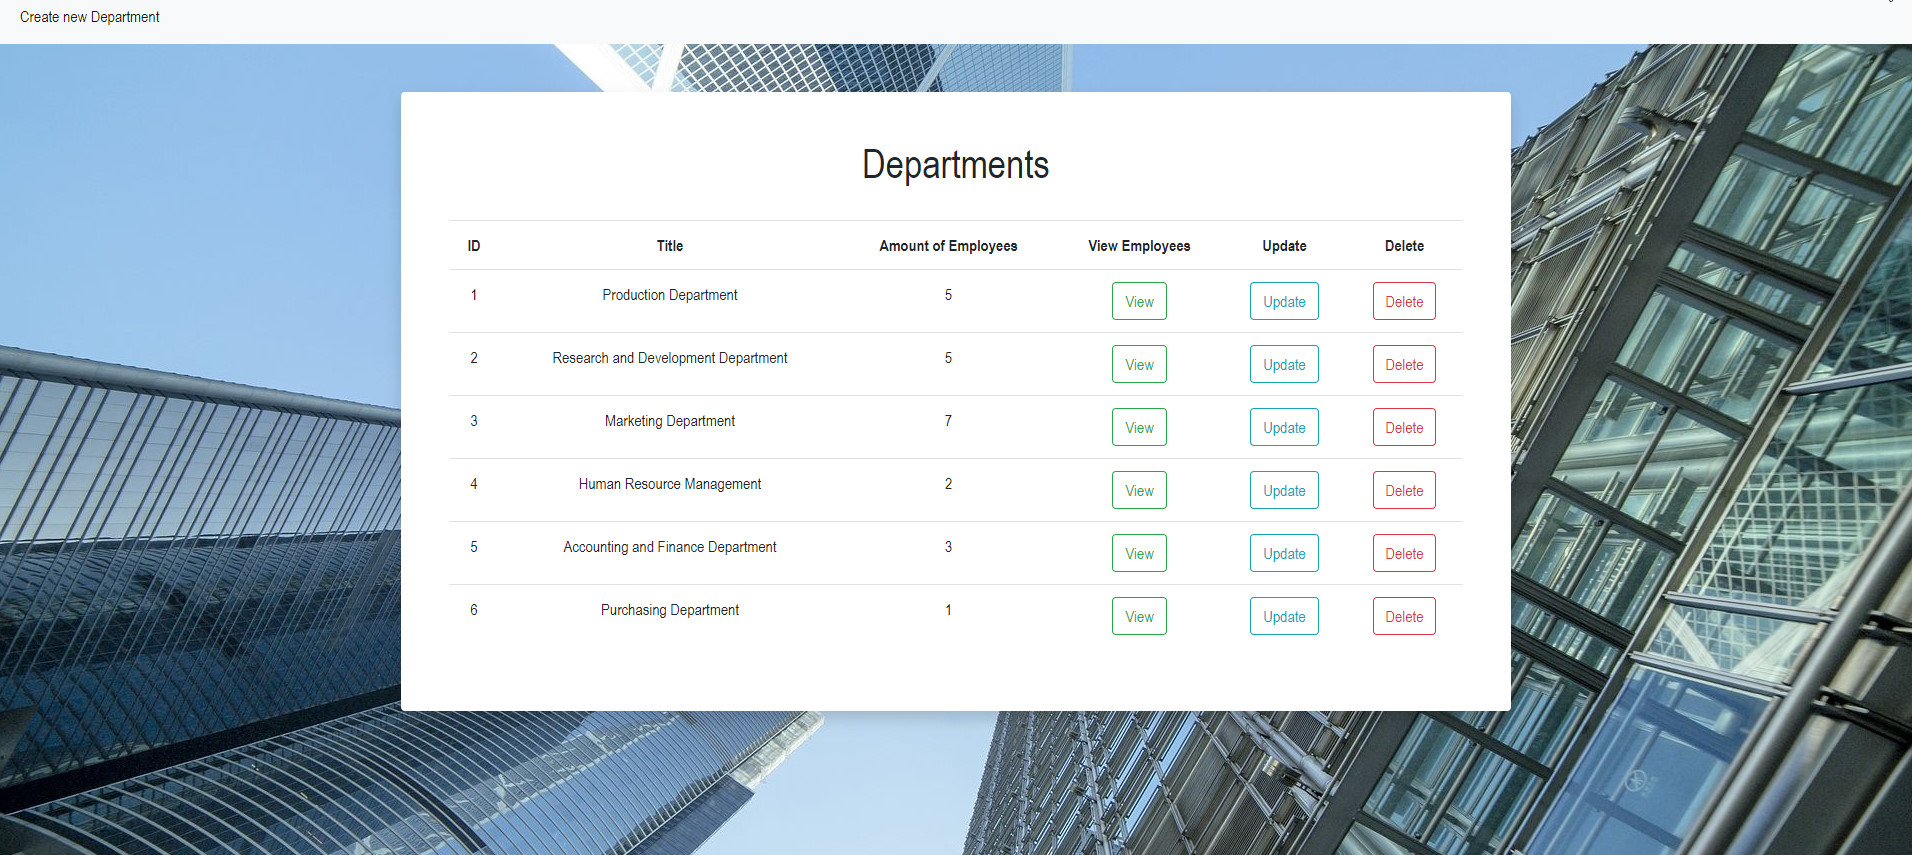 Create new Department
Departments
ID Title Amount of Employees View Employees Update Delete
1 Production Department 5 View Update Delete
2 Research and Development Department 5 View Update Delete
3 Marketing Department 7 View Update Delete
4 Human Resource Management 2 View Update Delete
5 Accounting and Finance Department 3 View Update Delete
6 Purchasing Department 1 View Update Delete